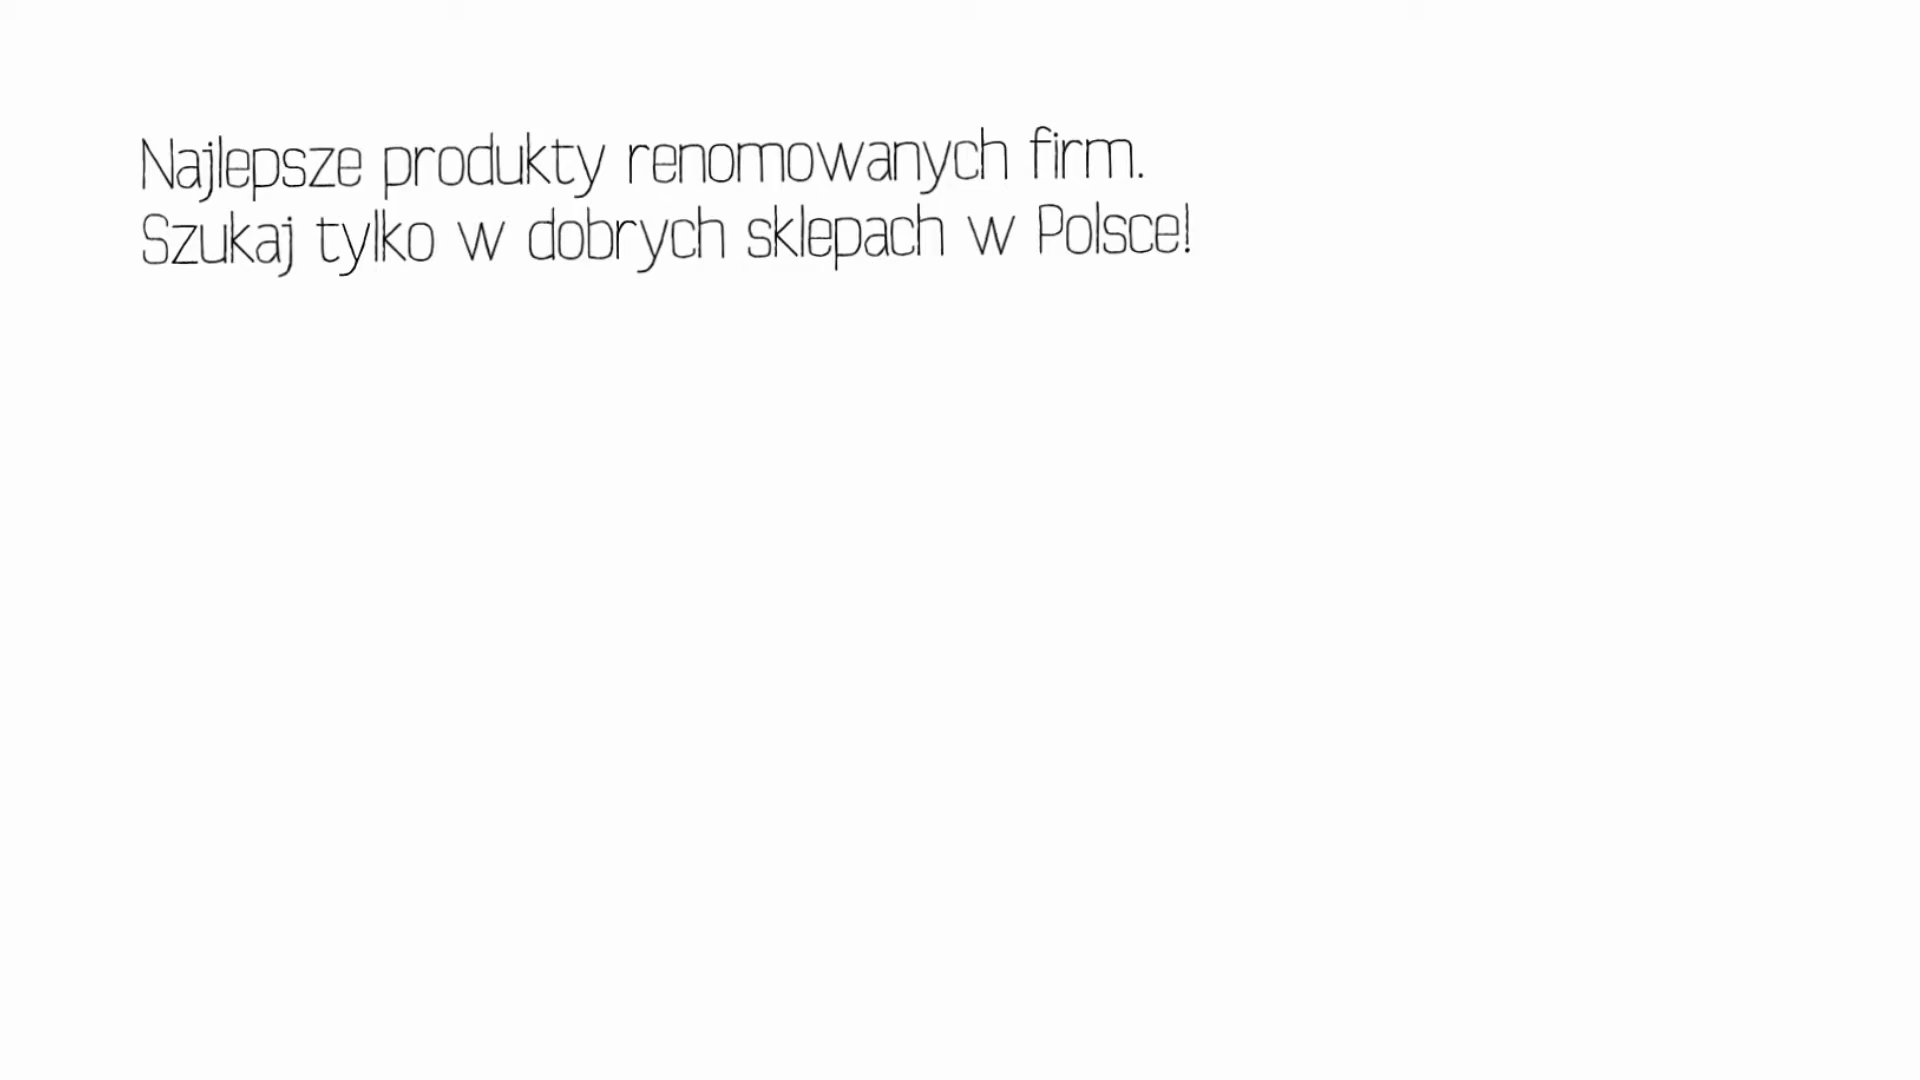 Najlepsze produkty renomowanych firm.
Szukaj tylko w dobrych sklepach w Polsce!